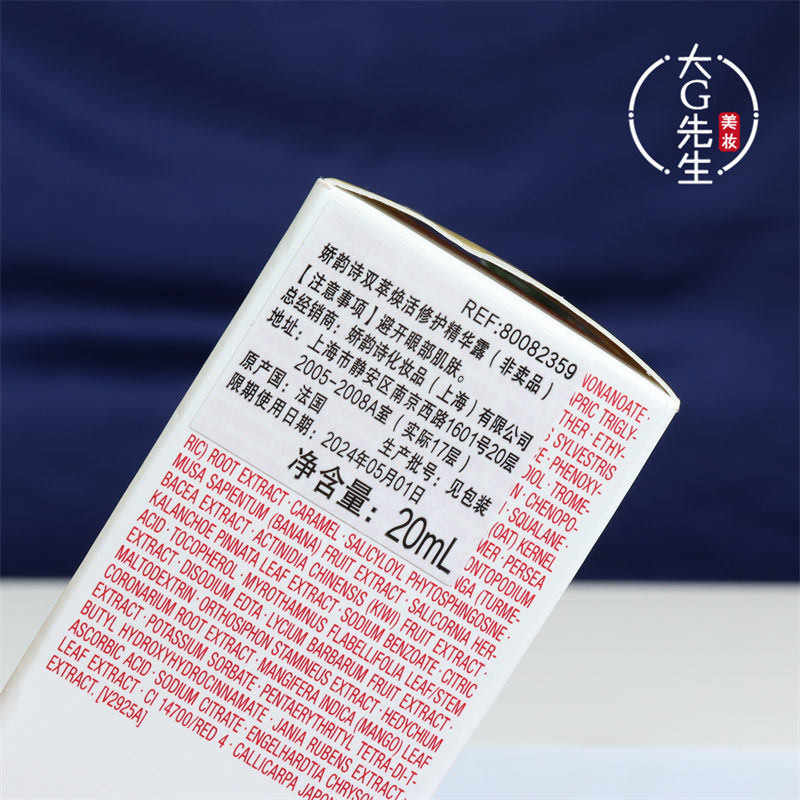 大G先生
美妆
REF:80082359
娇韵诗双萃焕活修护精华露（非卖品）
【注意事项】避开眼部肌肤。
总经销商：娇韵诗化妆品（上海）有限公司
地址：上海市静安区南京西路1601号20层
2005-2008A室（实际17层）
原产国：法国 生产批号：见包装
限期使用日期：2024年05月01日
净含量：20mL
VONANOATE ·
PRIC TRIGLY-
THER · ETHY-
SYLVESTRIS
E · PHENOXY-
OL · TROME-
CHENOPO-
SQUALANE ·
(OAT) KERNEL
MER · PERSEA
ONTOPODIUM
NGA (TURME-
RIC) ROOT EXTRACT · CARAMEL · SALICYLOYL PHYTOSPHINGOSINE ·
MUSA SAPIENTUM (BANANA) FRUIT EXTRACT · SALICORNIA HER-
BACEA EXTRACT · ACTINIDIA CHINENSIS (KIWI) FRUIT EXTRACT ·
KALANCHOE PINNATA LEAF EXTRACT · SODIUM BENZOATE · CITRIC
ACID · TOCOPHEROL · MYROTHAMNUS FLABELLIFOLIA LEAF/STEM
EXTRACT · DISODIUM EDTA · LYCIUM BARBARUM FRUIT EXTRACT ·
MALTODEXTRIN · ORTHOSIPHON STAMINEUS EXTRACT · HEDYCHIUM
CORONARIUM ROOT EXTRACT · MANGIFERA INDICA (MANGO) LEAF
EXTRACT · POTASSIUM SORBATE · PENTAERYTHRITYL TETRA-DI-T-
BUTYL HYDROXYHYDROCINNAMATE · JANIA RUBENS EXTRACT ·
ASCORBIC ACID · SODIUM CITRATE · ENGELHARDTIA CHRYSOL
LEAF EXTRACT · CI 14700/RED 4 · CALLICARPA JAPON
EXTRACT. [V2925A]